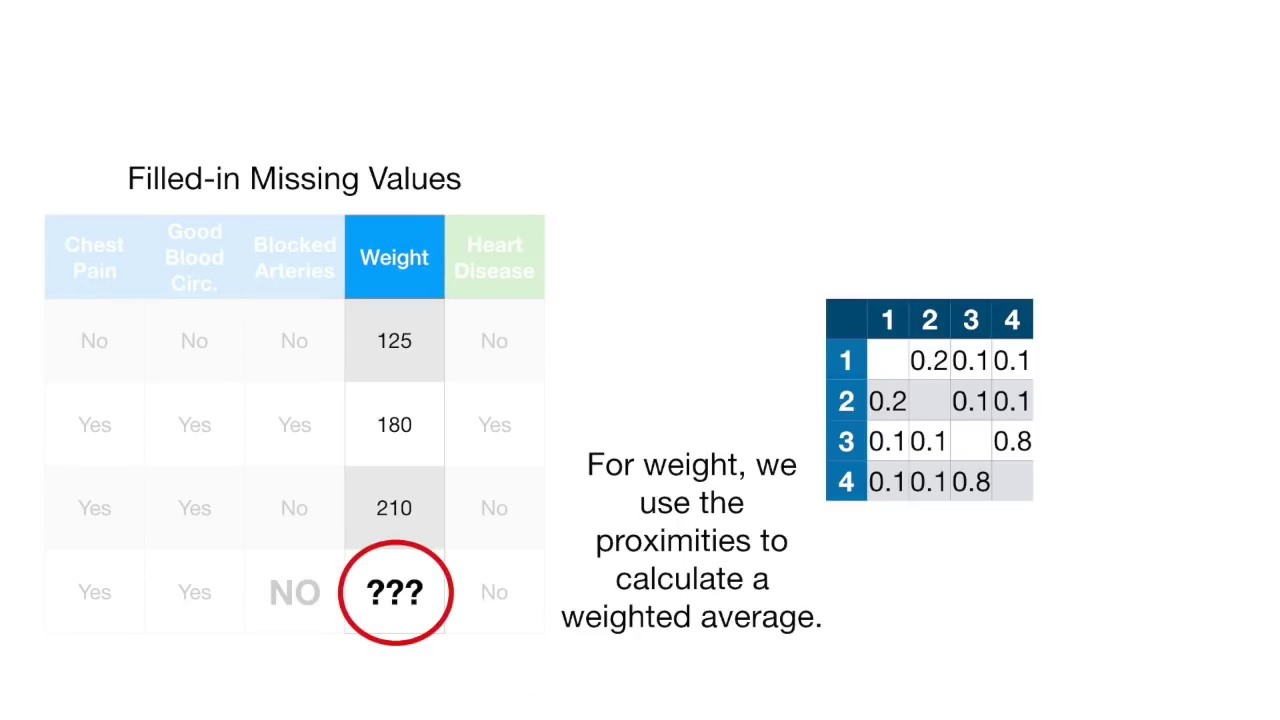 Filled-in Missing Values
Chest Pain Good Blood Circ. Blocked Arteries Weight Heart Disease
No No No 125 No
Yes Yes Yes 180 Yes
Yes Yes No 210 No
Yes Yes NO ??? No
For weight, we
use the
proximities to
calculate a
weighted average.
1 2 3 4
1 0.2 0.1 0.1
2 0.2 0.1 0.1
3 0.1 0.1 0.8
4 0.1 0.1 0.8